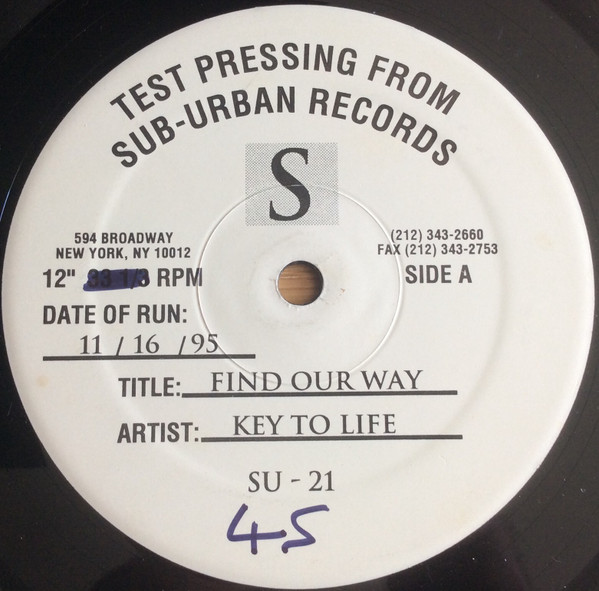 TEST PRESSING FROM
SUB-URBAN RECORDS
S
594 BROADWAY
NEW YORK, NY 10012
(212) 343-2660
FAX (212) 343-2753
12" 33 1/3 RPM
SIDE A
DATE OF RUN:
11 / 16 / 95
TITLE: FIND OUR WAY
ARTIST: KEY TO LIFE
SU - 21
45